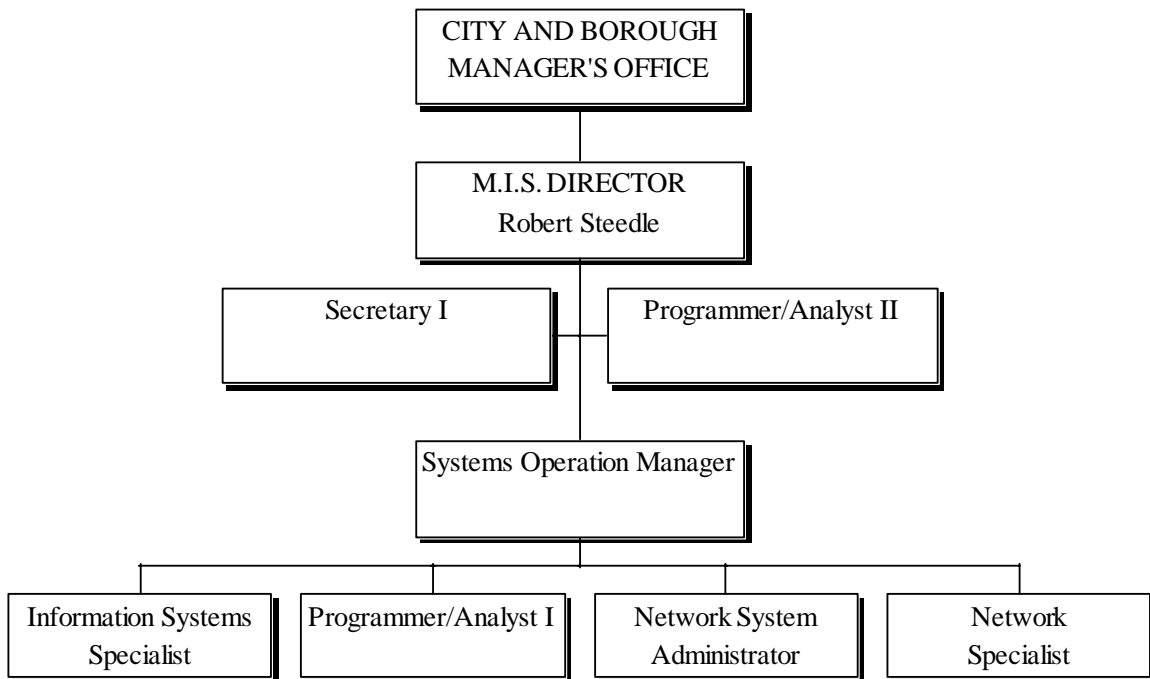 CITY AND BOROUGH
MANAGER'S OFFICE
M.I.S. DIRECTOR
Robert Steedle
Secretary I
Programmer/Analyst II
Systems Operation Manager
Information Systems
Specialist
Programmer/Analyst I
Network System
Administrator
Network
Specialist